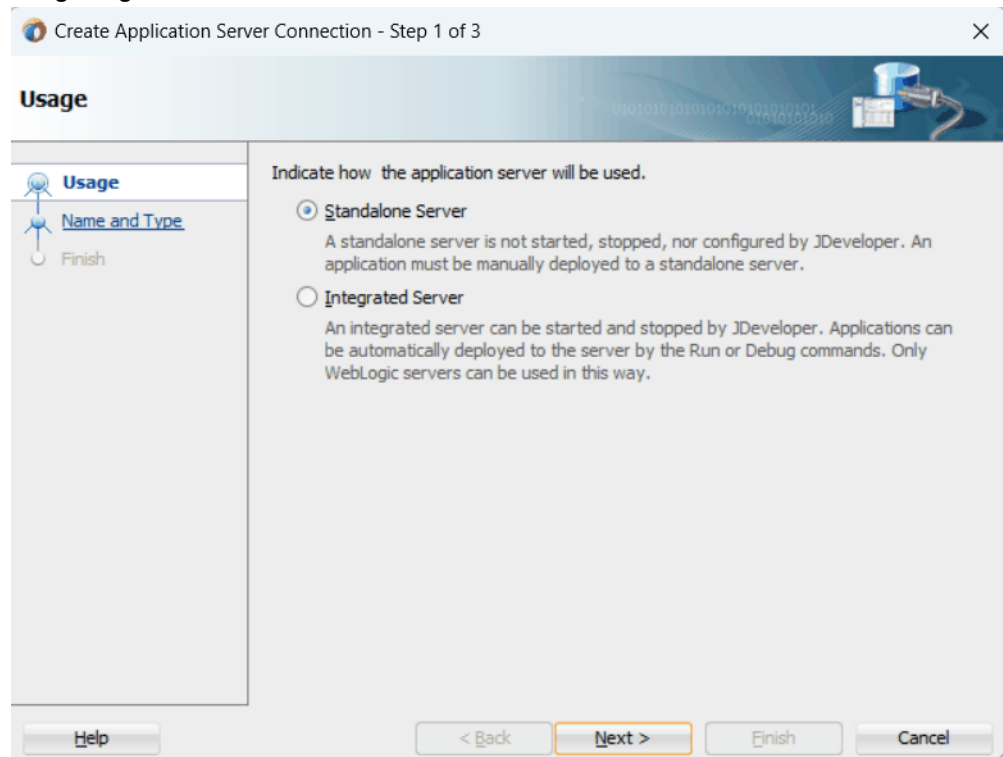 Create Application Server Connection - Step 1 of 3
Usage
Usage
Name and Type
Finish
Indicate how the application server will be used.
Standalone Server
A standalone server is not started, stopped, nor configured by JDeveloper. An
application must be manually deployed to a standalone server.
Integrated Server
An integrated server can be started and stopped by JDeveloper. Applications can
be automatically deployed to the server by the Run or Debug commands. Only
WebLogic servers can be used in this way.
Help
< Back
Next >
Finish
Cancel